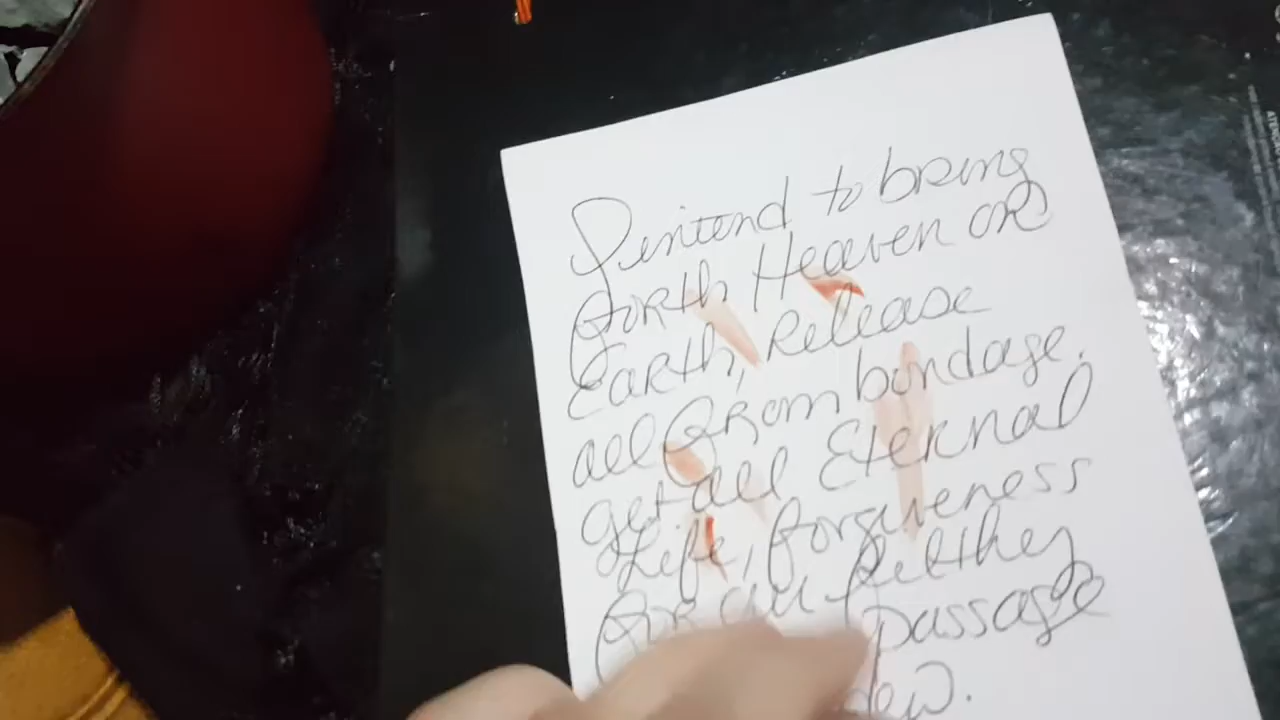 I intend to bring
forth Heaven on
Earth, Release
all from bondage.
get all Eternal
Life, forgiveness
for all
passage